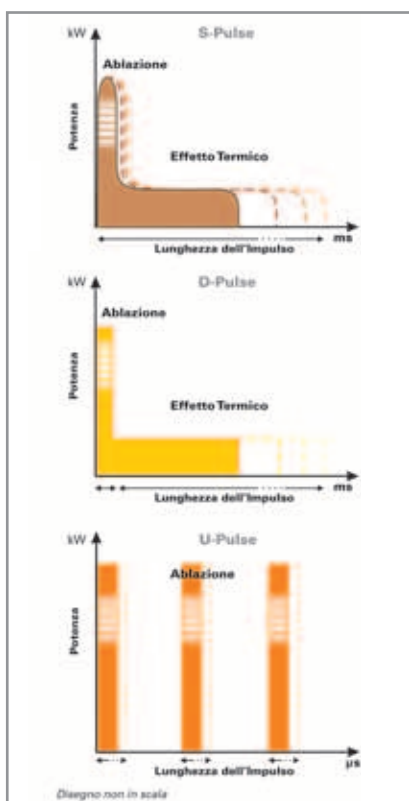 kW
S-Pulse
Ablazione
Potenza
Effetto Termico
ms
Lunghezza dell'Impulso
kW
D-Pulse
Ablazione
Potenza
Effetto Termico
ms
Lunghezza dell'Impulso
kW
U-Pulse
Ablazione
Potenza
µs
Lunghezza dell'Impulso
Disegno non in scala